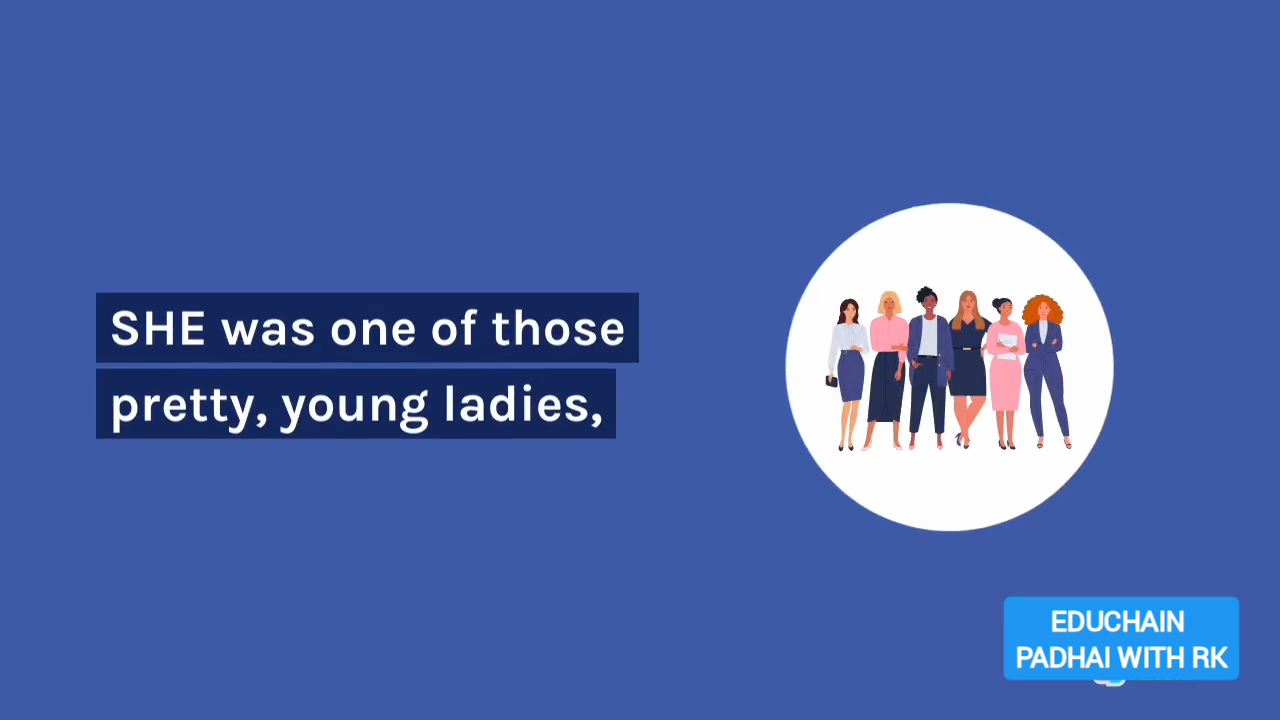 SHE was one of those
pretty, young ladies,
EDUCHAIN
PADHAI WITH RK